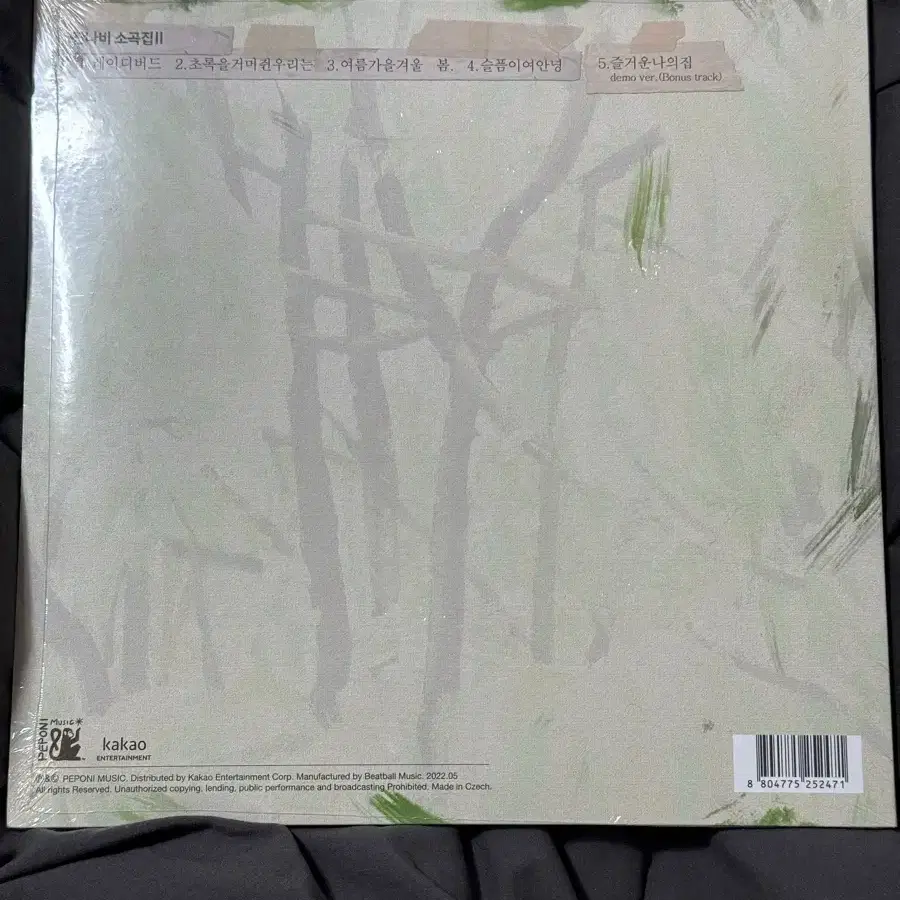 나비 소곡집II
레이디버드 2.초록을거머쥔우리는 3.여름가을겨울 봄. 4.슬픔이여안녕
5.즐거운나의집
demo ver.(Bonus track)
PEPONI
MUSIC
kakao
ENTERTAINMENT
℗&© PEPONI MUSIC. Distributed by Kakao Entertainment Corp. Manufactured by Beatball Music. 2022.05
All rights Reserved. Unauthorized copying, lending, public performance and broadcasting Prohibited. Made in Czech.
8 804775 252471